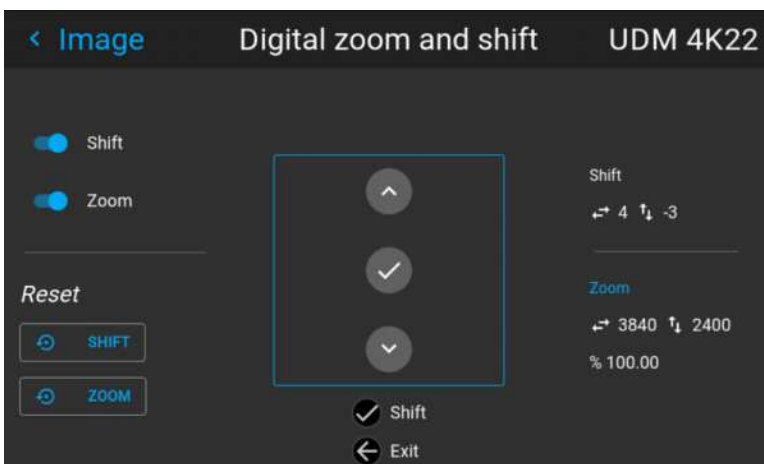 Image
Digital zoom and shift
UDM 4K22
Shift
Zoom
Reset
SHIFT
ZOOM
Shift
Exit
Shift
4 -3
Zoom
3840 2400
% 100.00